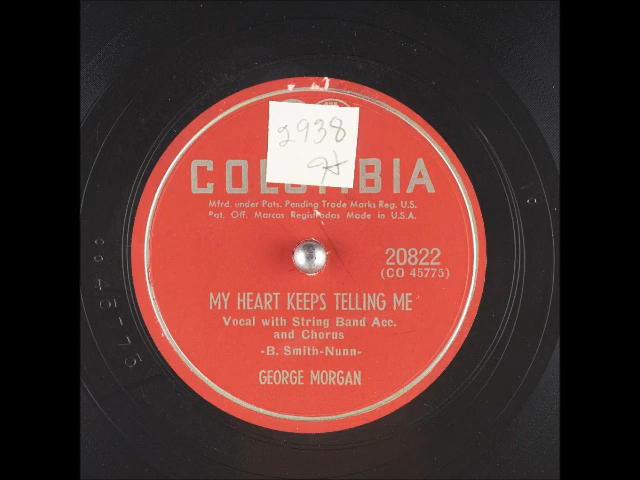 2938
COLUMBIA
Mfrd. under Pats. Pending Trade Marks Reg. U.S.
Pat. Off. Marcas Registradas Made in U.S.A.
20822
(CO 45775)
MY HEART KEEPS TELLING ME
Vocal with String Band Acc.
and Chorus
-B. Smith-Nunn-
GEORGE MORGAN